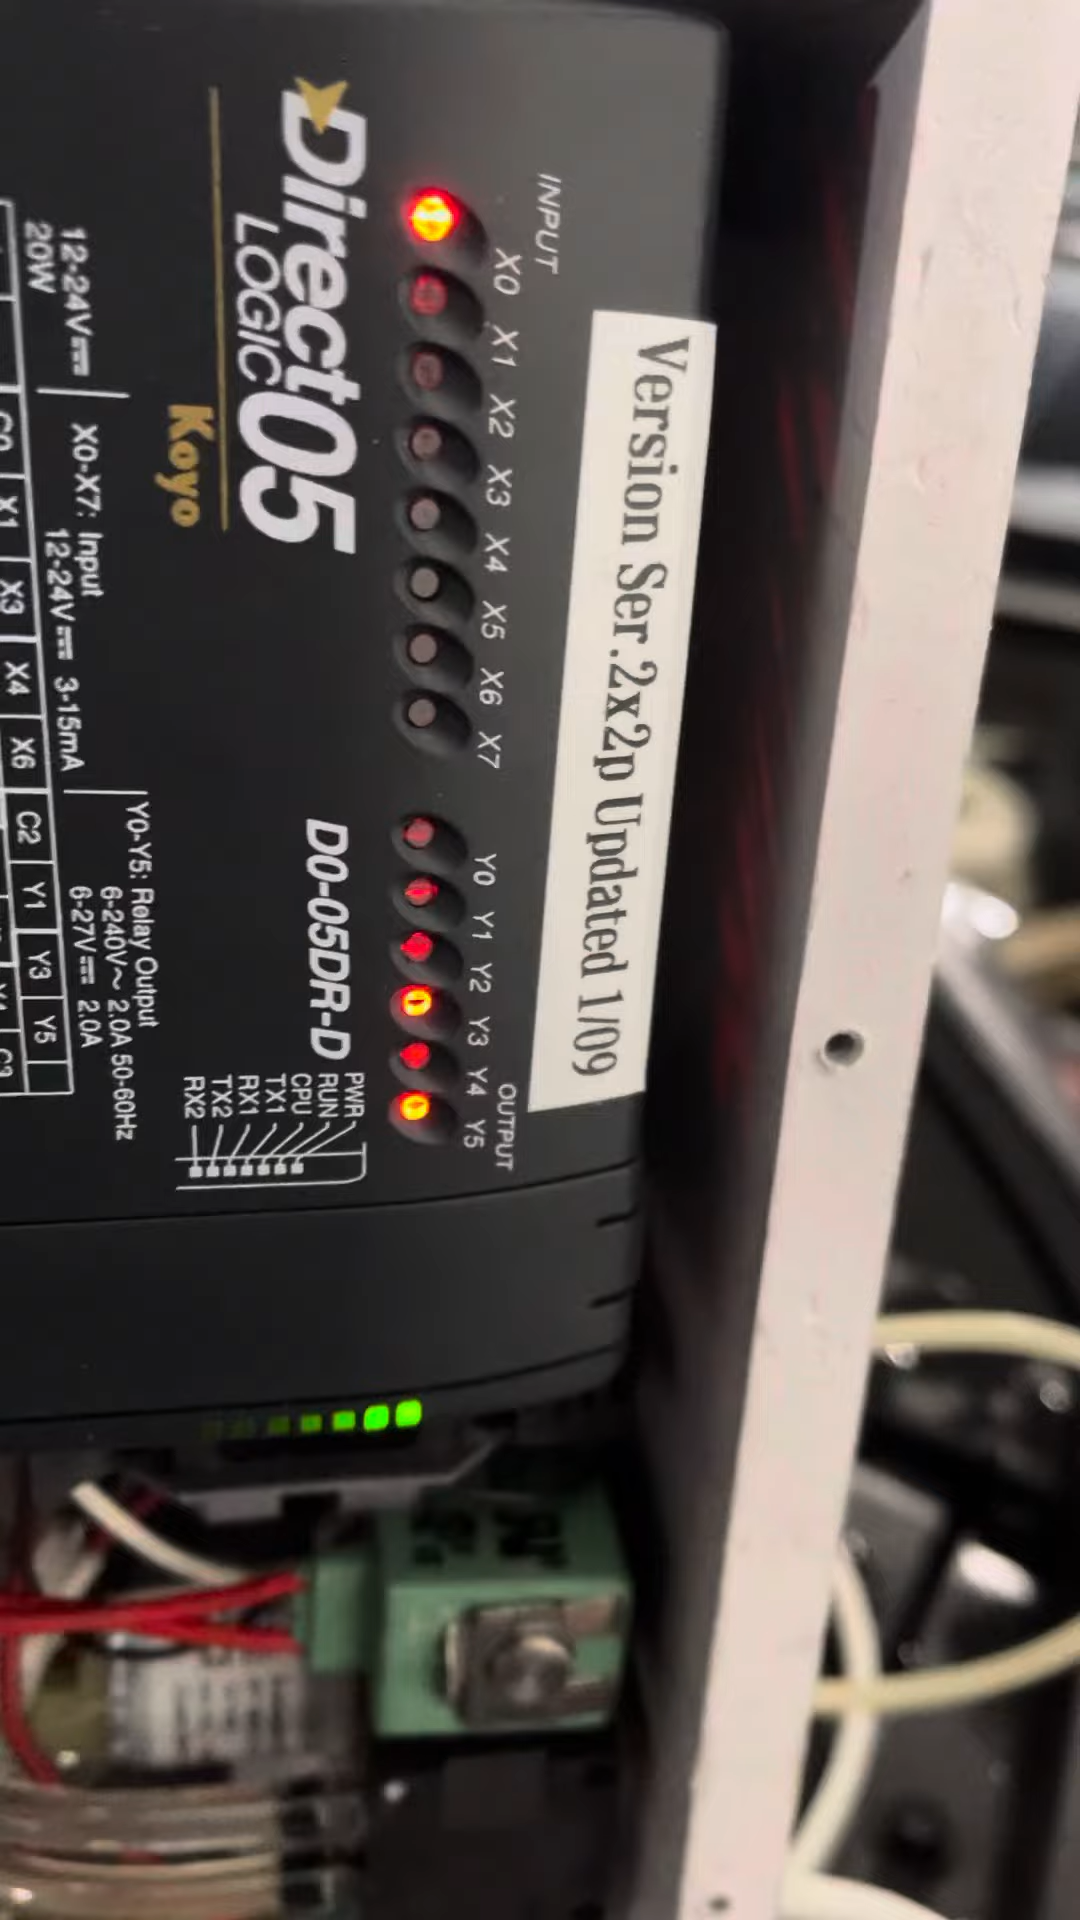 INPUT
X0 X1 X2 X3 X4 X5 X6 X7
Y0 Y1 Y2 Y3 Y4 Y5
OUTPUT
Version Ser.2x2p Updated 1/09
Direct05
LOGIC
Koyo
D0-05DR-D
PWR
RUN
CPU
TX1
RX1
TX2
RX2
12-24V⎓
20W
X0-X7: Input
12-24V⎓ 3-15mA
Y0-Y5: Relay Output
6-240V~ 2.0A 50-60Hz
6-27V⎓ 2.0A
C0 X1 X3 X4 X6 C2 Y1 Y3 Y5